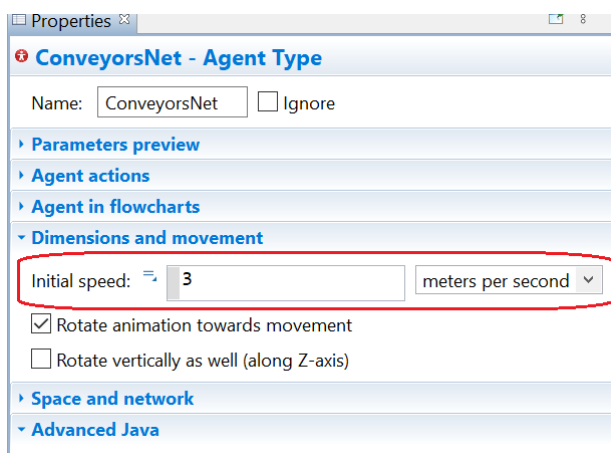 Properties
ConveyorsNet - Agent Type
Name: ConveyorsNet Ignore
Parameters preview
Agent actions
Agent in flowcharts
Dimensions and movement
Initial speed: 3 meters per second
Rotate animation towards movement
Rotate vertically as well (along Z-axis)
Space and network
Advanced Java